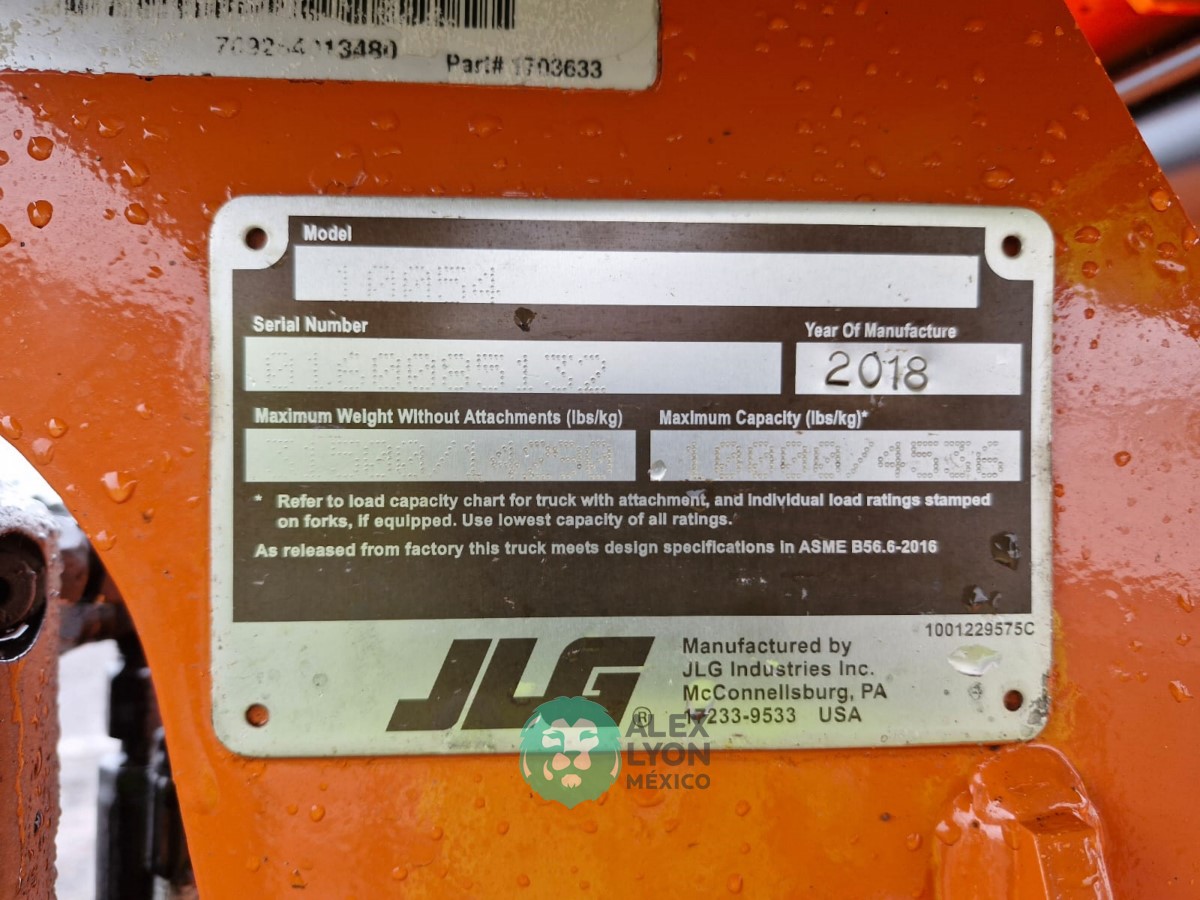 Part# 1703633
Model
10054
Serial Number
Year Of Manufacture
0160085132
2018
Maximum Weight Without Attachments (lbs/kg)
Maximum Capacity (lbs/kg)*
10000/4536
* Refer to load capacity chart for truck with attachment, and individual load ratings stamped
on forks, if equipped. Use lowest capacity of all ratings.
As released from factory this truck meets design specifications in ASME B56.6-2016
1001229575C
JLG®
Manufactured by
JLG Industries Inc.
McConnellsburg, PA
17233-9533 USA
ALEX
LYON
MÉXICO